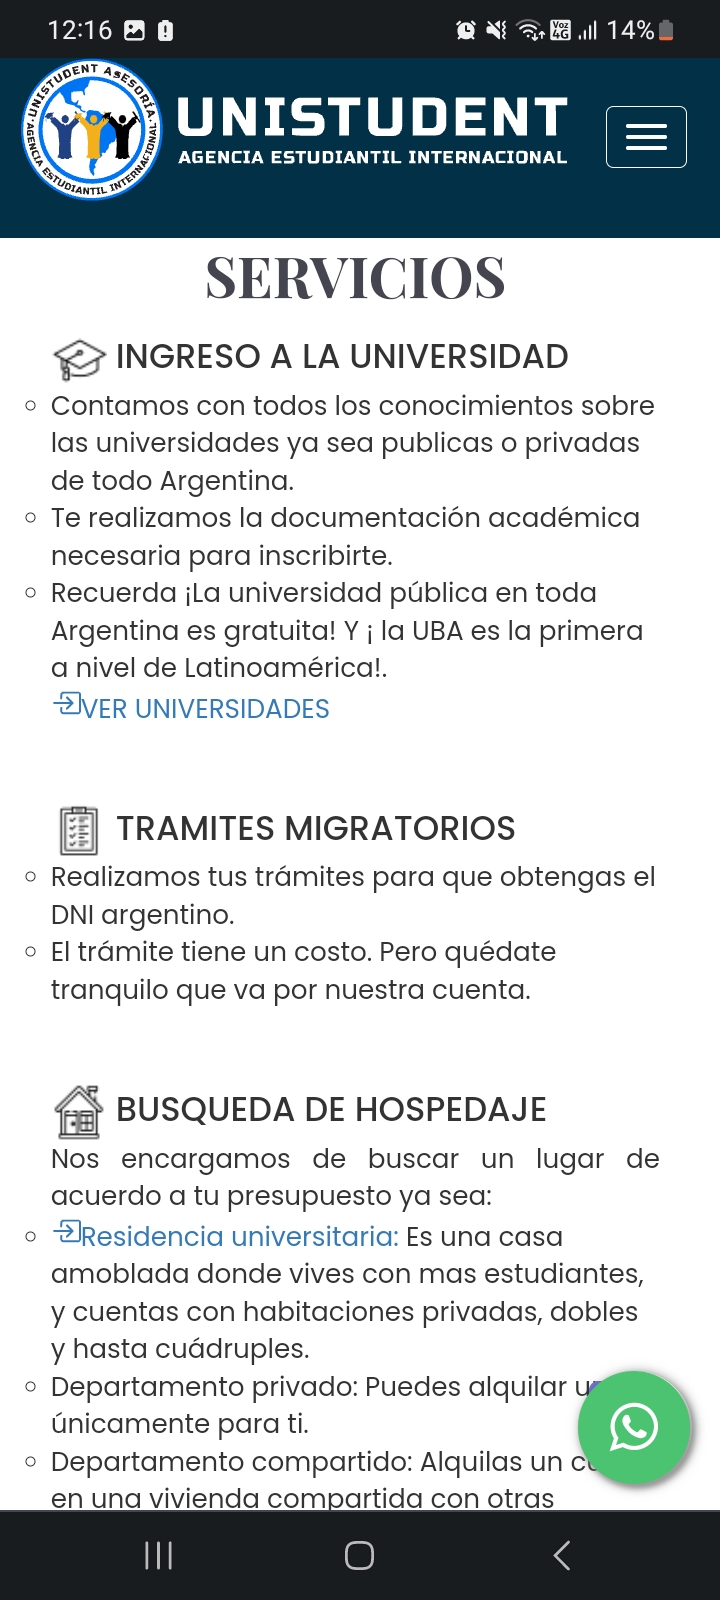 12:16
Voz
4G
14%
UNISTUDENT ASESORÍA
AGENCIA ESTUDIANTIL INTERNACIONAL
UNISTUDENT
AGENCIA ESTUDIANTIL INTERNACIONAL
SERVICIOS
INGRESO A LA UNIVERSIDAD
Contamos con todos los conocimientos sobre
las universidades ya sea publicas o privadas
de todo Argentina.
Te realizamos la documentación académica
necesaria para inscribirte.
Recuerda ¡La universidad pública en toda
Argentina es gratuita! Y ¡ la UBA es la primera
a nivel de Latinoamérica!.
VER UNIVERSIDADES
TRAMITES MIGRATORIOS
Realizamos tus trámites para que obtengas el
DNI argentino.
El trámite tiene un costo. Pero quédate
tranquilo que va por nuestra cuenta.
BUSQUEDA DE HOSPEDAJE
Nos encargamos de buscar un lugar de
acuerdo a tu presupuesto ya sea:
Residencia universitaria: Es una casa
amoblada donde vives con mas estudiantes,
y cuentas con habitaciones privadas, dobles
y hasta cuádruples.
Departamento privado: Puedes alquilar
únicamente para ti.
Departamento compartido: Alquilas un
en una vivienda compartida con otras